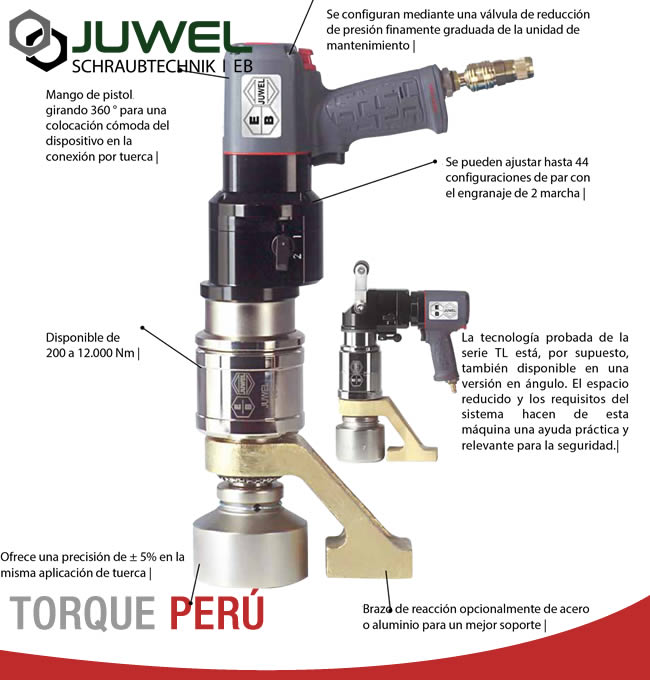 Se configuran mediante una válvula de reducción
de presión finamente graduada de la unidad de
mantenimiento |
JUWEL
SCHRAUBTECHNIK | EB
Mango de pistol
girando 360 ° para una
colocación cómoda del
dispositivo en la
conexión por tuerca |
JUWEL
E B
Se pueden ajustar hasta 44
configuraciones de par con
el engranaje de 2 marcha |
2 1
Disponible de
200 a 12.000 Nm |
JUWEL
E B
JUWEL
La tecnología probada de la
serie TL está, por supuesto,
también disponible en una
versión en ángulo. El espacio
reducido y los requisitos del
sistema hacen de esta
máquina una ayuda práctica y
relevante para la seguridad.|
Ofrece una precisión de ± 5% en la
misma aplicación de tuerca |
TORQUE PERÚ
Brazo de reacción opcionalmente de acero
o aluminio para un mejor soporte |